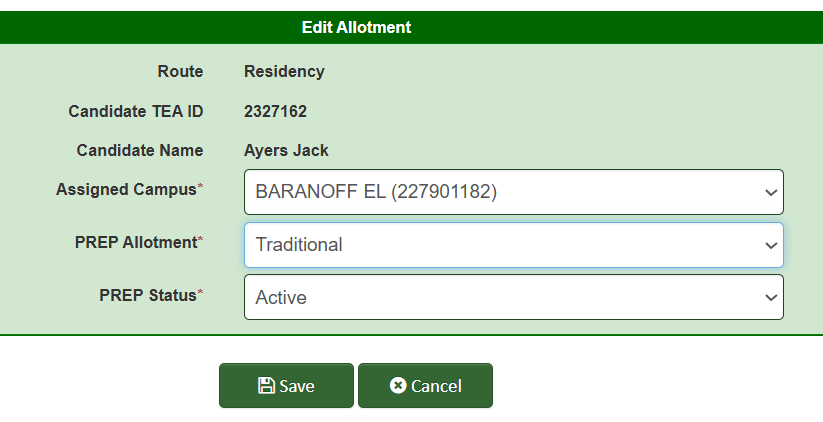 Edit Allotment
Route Residency
Candidate TEA ID 2327162
Candidate Name Ayers Jack
Assigned Campus* BARANOFF EL (227901182)
PREP Allotment* Traditional
PREP Status* Active
Save Cancel